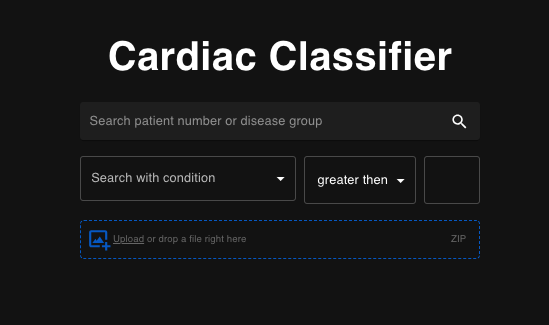 Cardiac Classifier
Search patient number or disease group
Search with condition
greater then
Upload or drop a file right here
ZIP